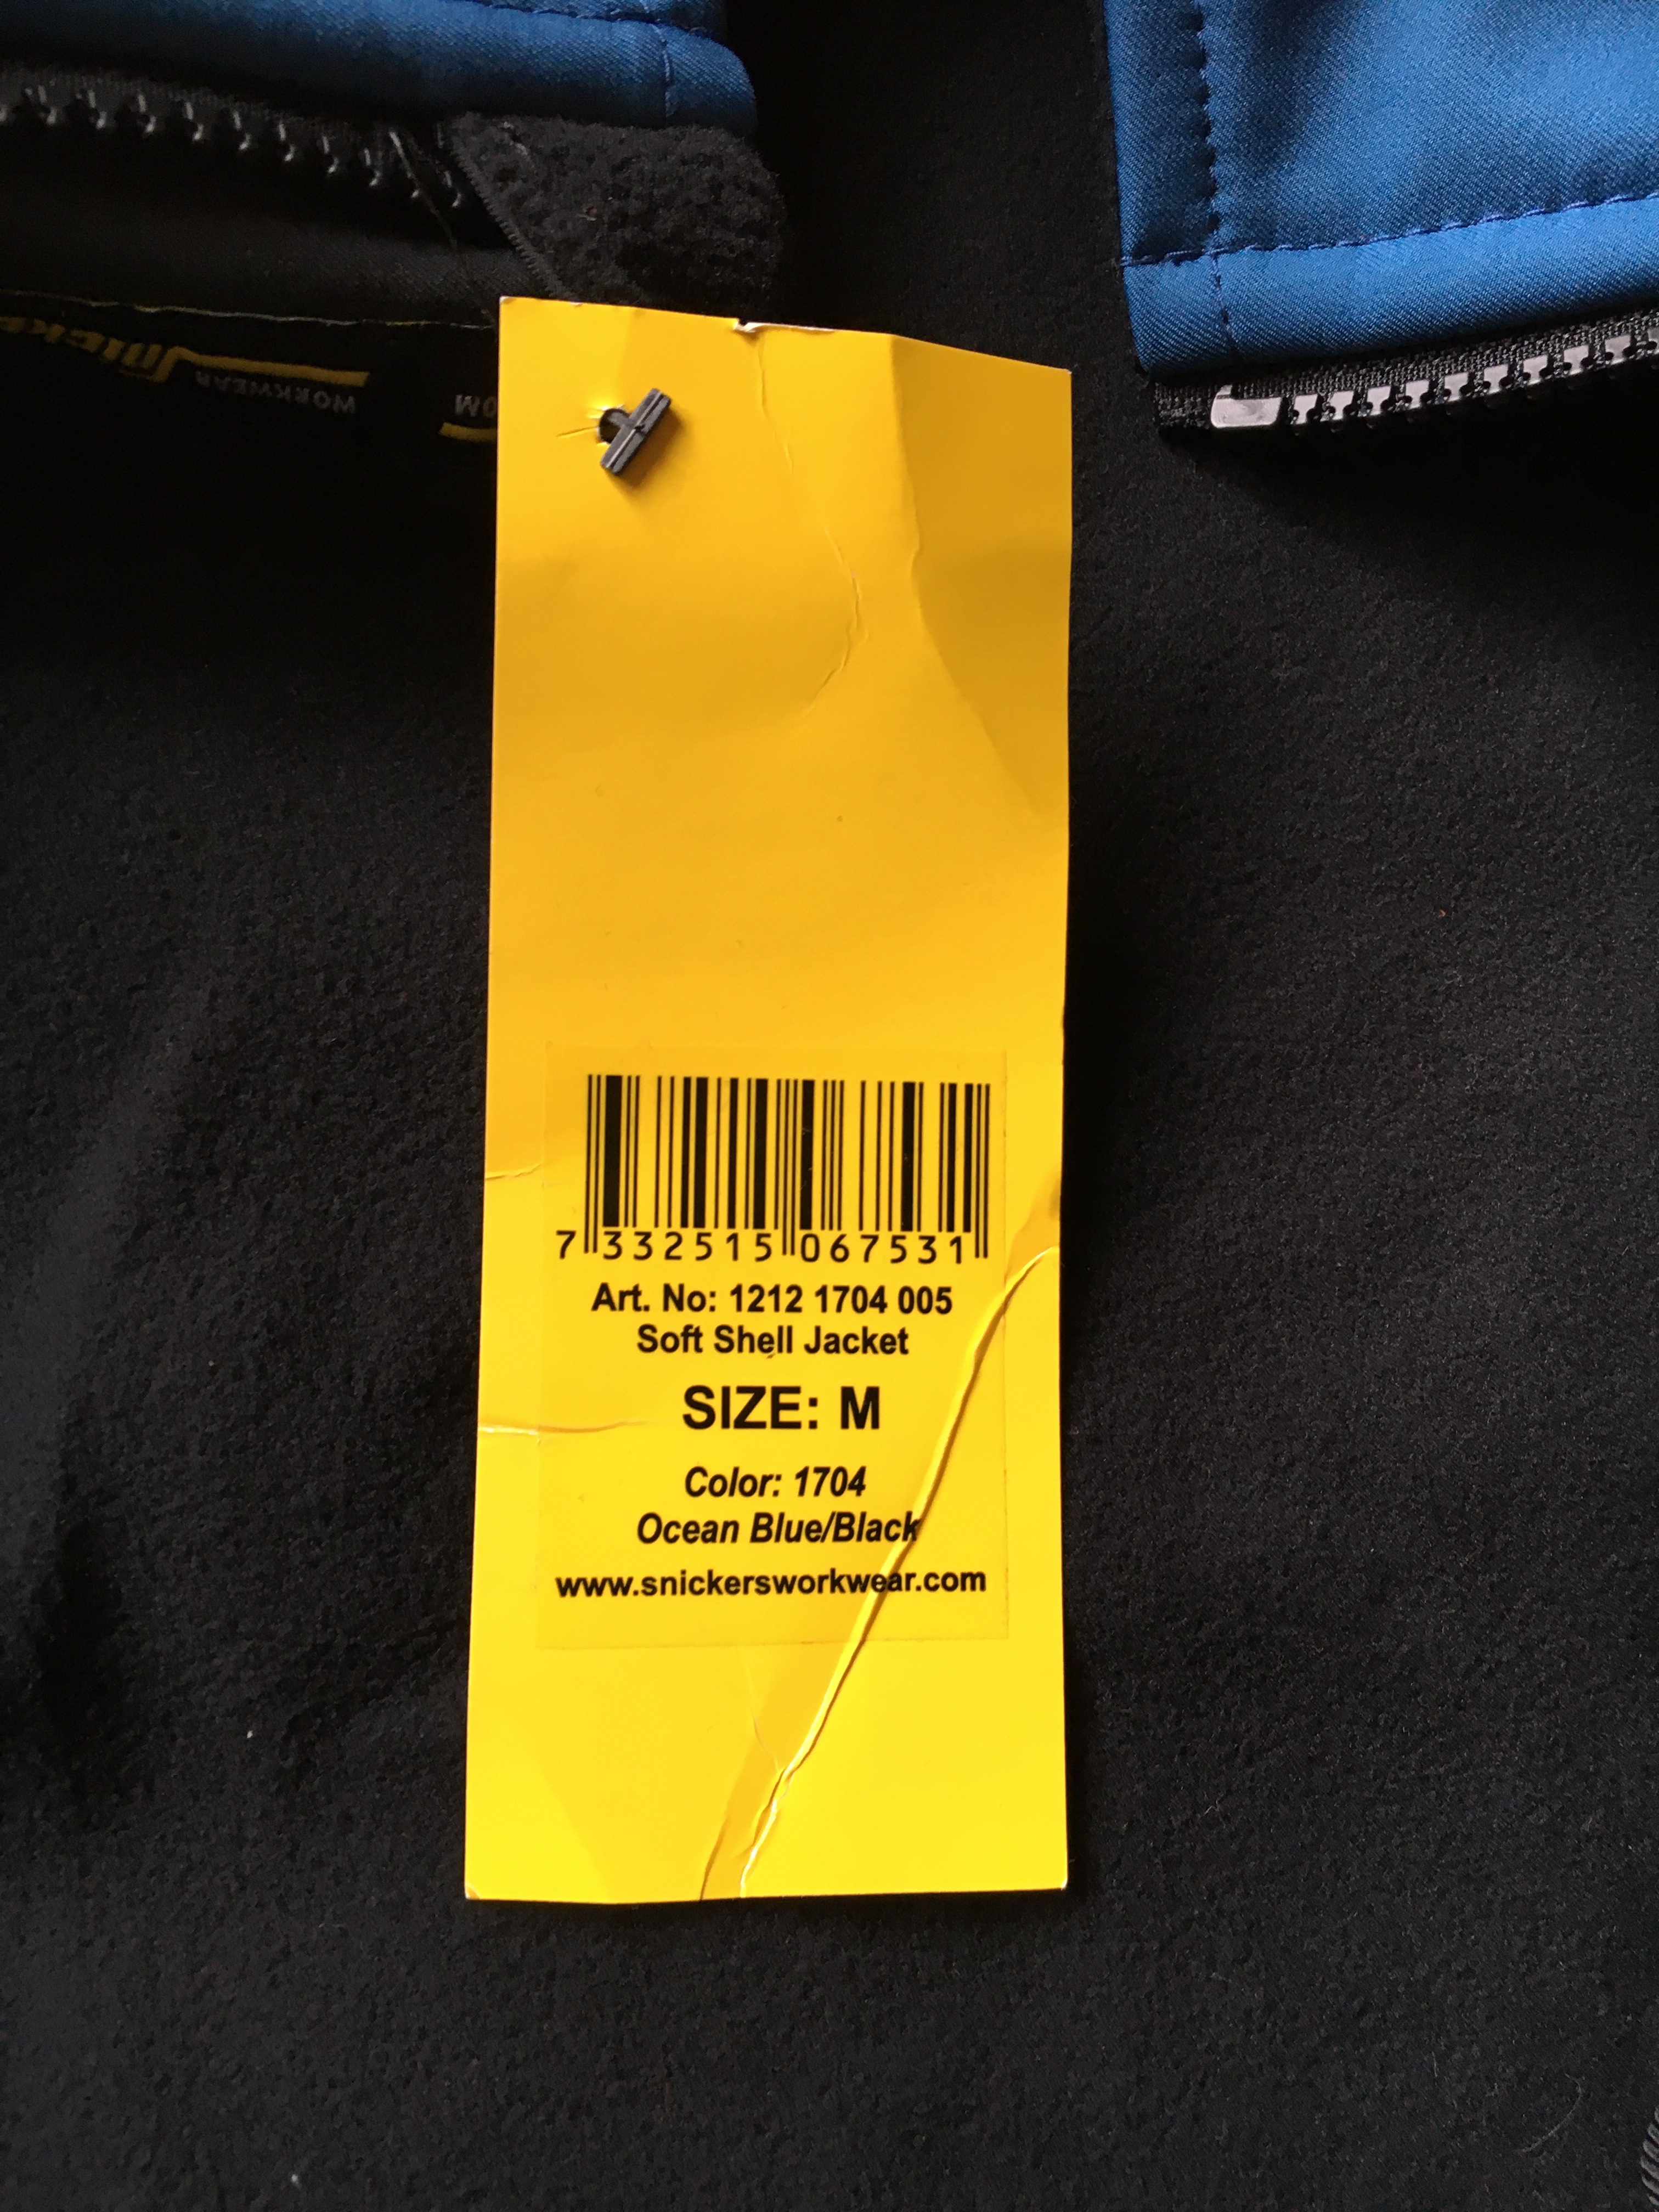 WORKWEAR
7 332515 067531
Art. No: 1212 1704 005
Soft Shell Jacket
SIZE: M
Color: 1704
Ocean Blue/Black
www.snickersworkwear.com